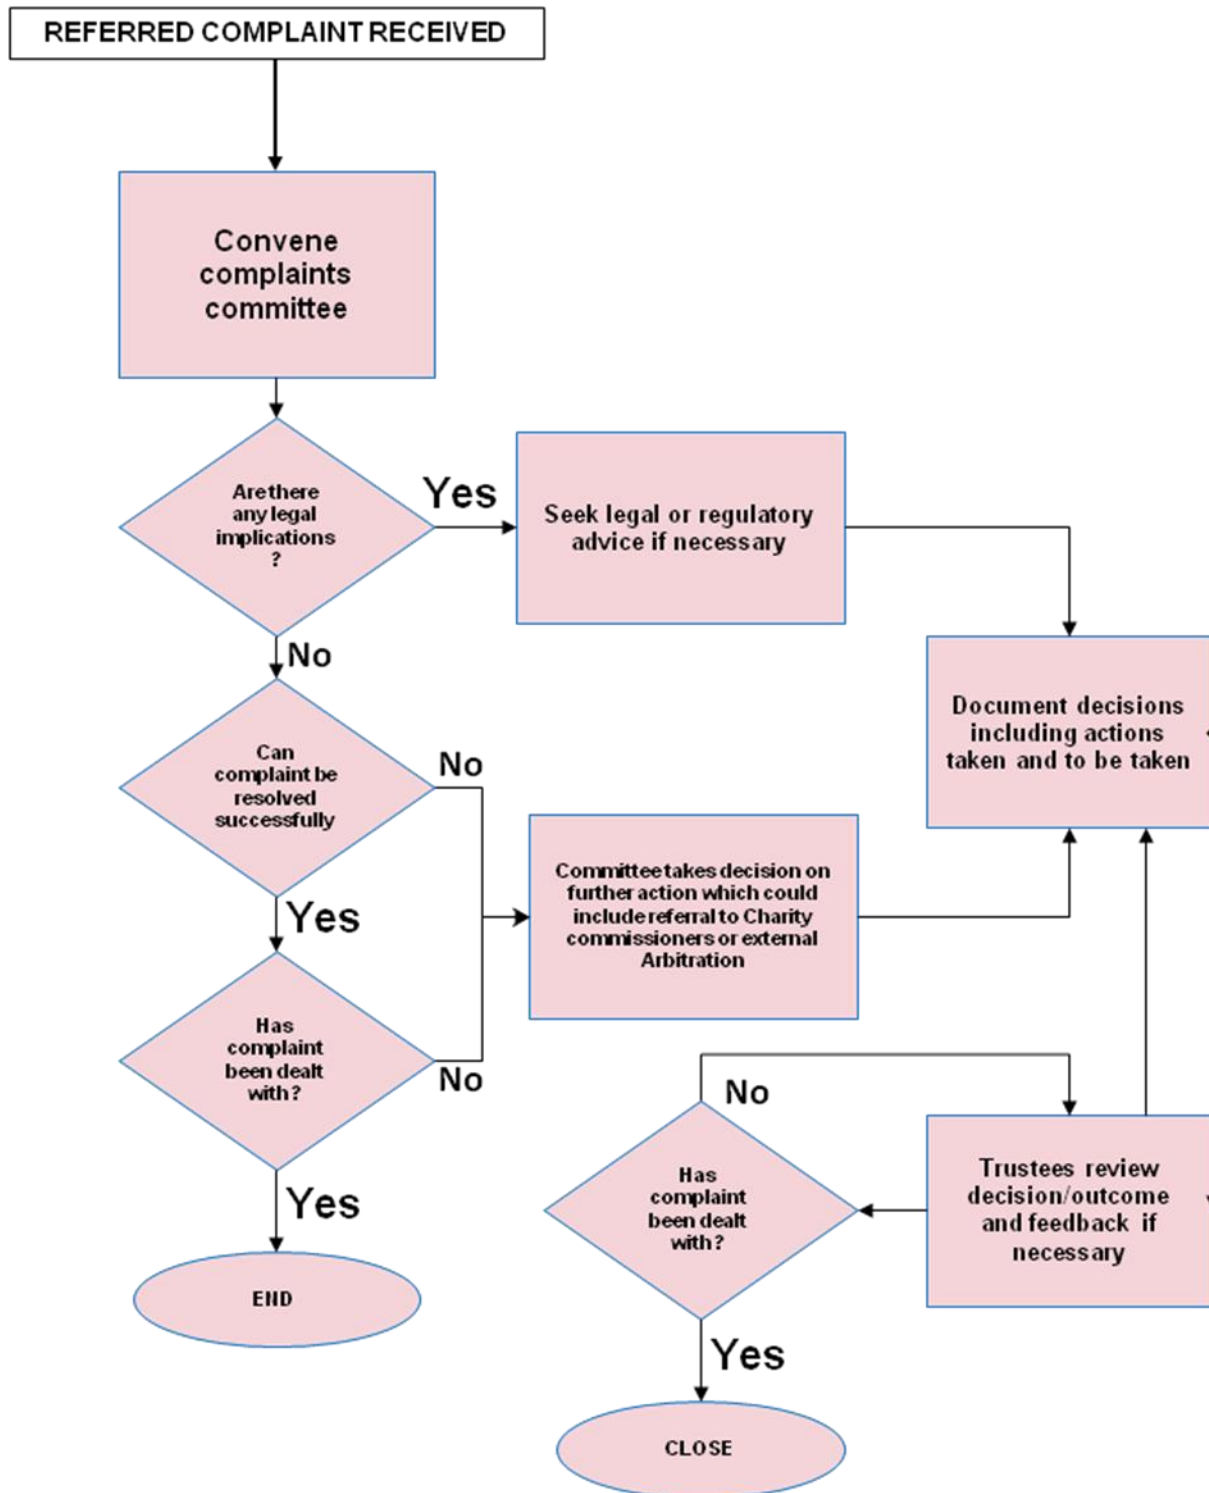 REFERRED COMPLAINT RECEIVED
Convene
complaints
committee
Are there
any legal
implications
?
Yes
Seek legal or regulatory
advice if necessary
No
Document decisions
including actions
taken and to be taken
Can
complaint be
resolved
successfully
No
Committee takes decision on
further action which could
include referral to Charity
commissioners or external
Arbitration
Yes
Has
complaint
been dealt
with?
No
No
Has
complaint
been dealt
with?
Trustees review
decision/outcome
and feedback if
necessary
Yes
END
Yes
CLOSE